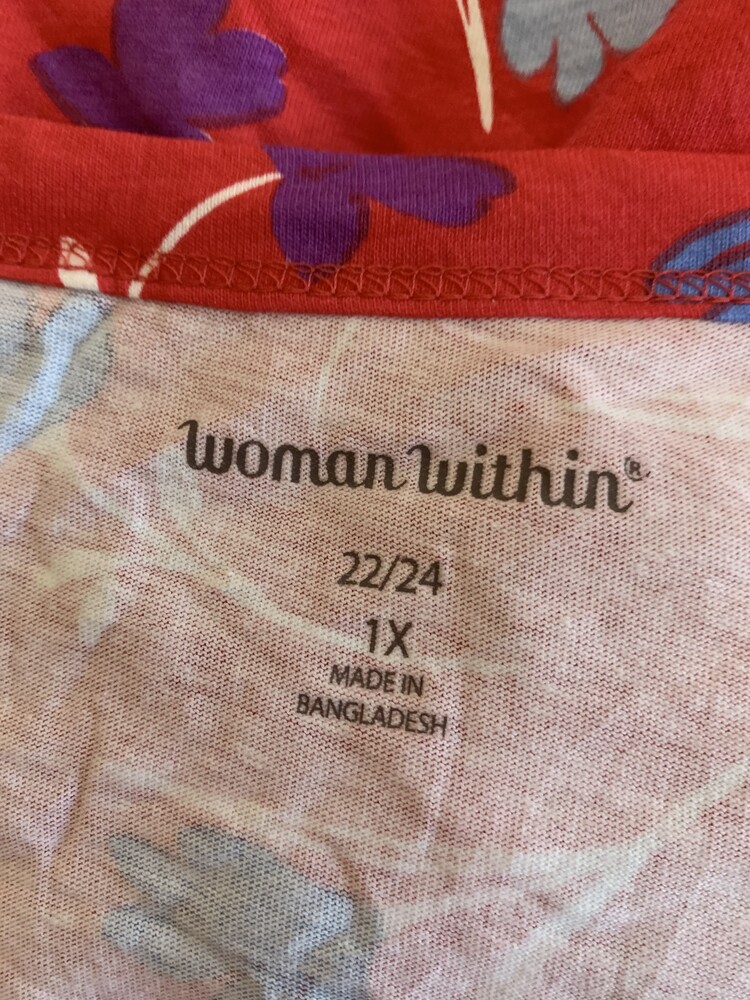 woman within®
22/24
1X
MADE IN
BANGLADESH